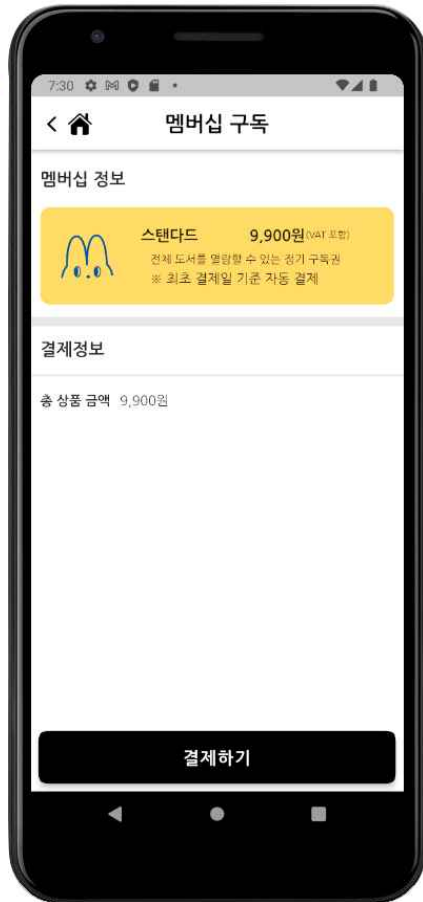 7:30
멤버십 구독
멤버십 정보
스탠다드 9,900원(VAT 포함)
전체 도서를 열람할 수 있는 정기 구독권
※ 최초 결제일 기준 자동 결제
결제정보
총 상품 금액 9,900원
결제하기